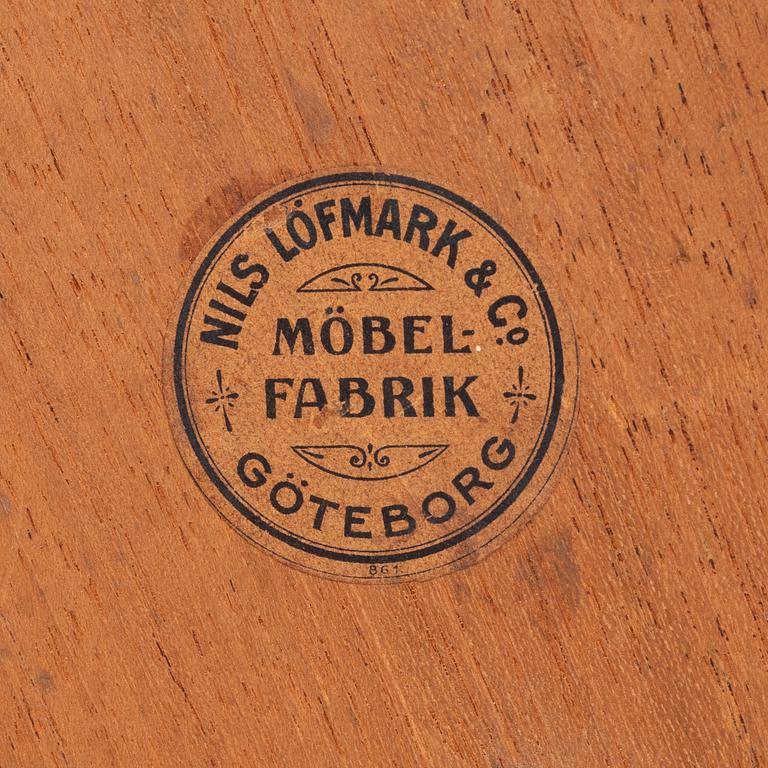 NILS LÖFMARK & Cº
MÖBEL-
FABRIK
GÖTEBORG
861.